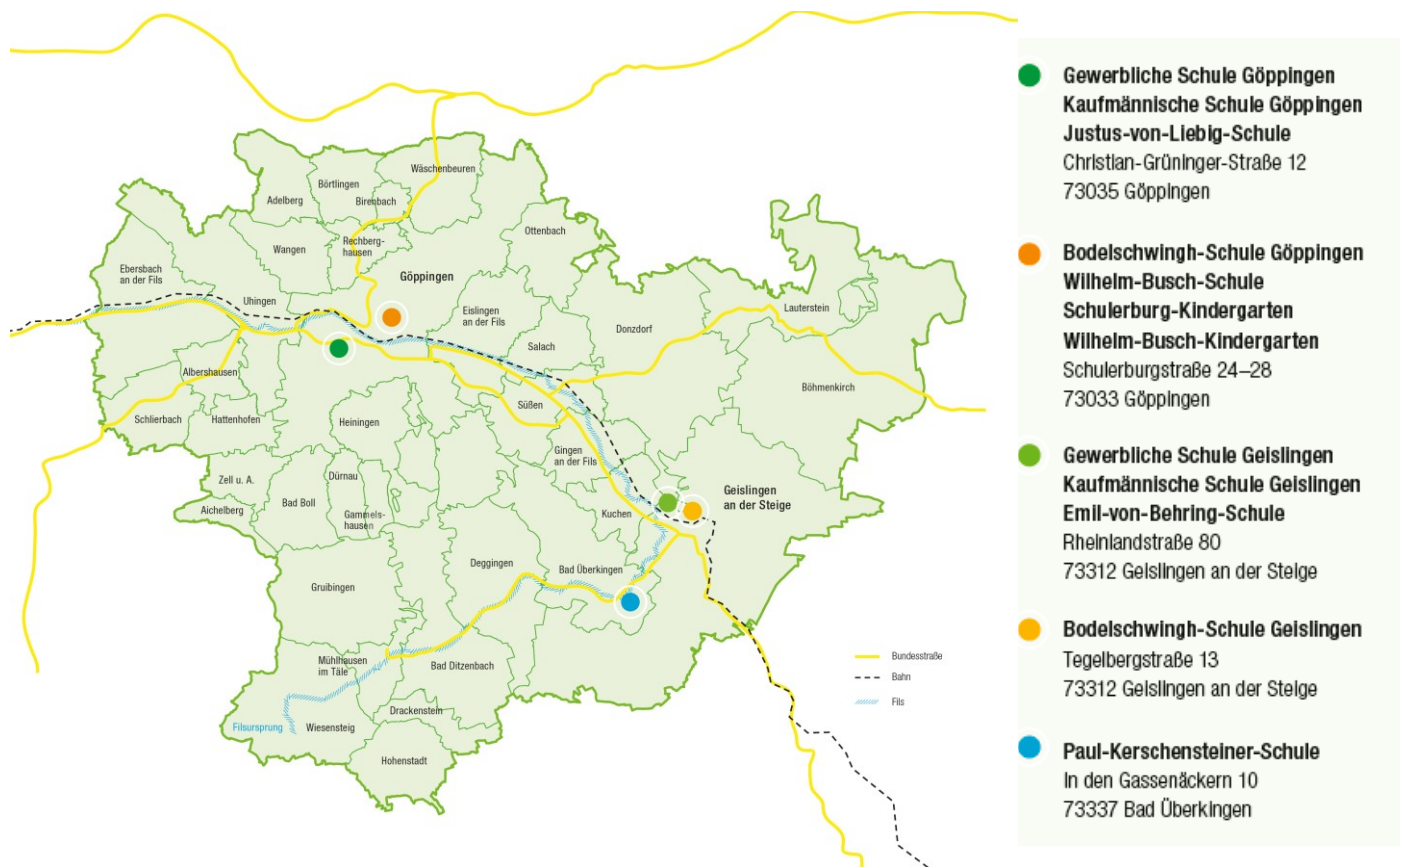 Wäschenbeuren
Börtlingen
Adelberg
Birenbach
Ottenbach
Wangen
Rechberg-
hausen
Ebersbach
an der Fils
Göppingen
Uhingen
Eislingen
an der Fils
Lauterstein
Donzdorf
Salach
Albershausen
Böhmenkirch
Süßen
Schlierbach
Hattenhofen
Heiningen
Gingen
an der Fils
Zell u. A.
Dürnau
Bad Boll
Aichelberg
Gammels-
hausen
Kuchen
Geislingen
an der Steige
Deggingen
Bad Überkingen
Gruibingen
Mühlhausen
im Täle
Bad Ditzenbach
Drackenstein
Filsursprung
Wiesensteig
Hohenstadt
Bundesstraße
Bahn
Fils
Gewerbliche Schule Göppingen
Kaufmännische Schule Göppingen
Justus-von-Liebig-Schule
Christian-Grüninger-Straße 12
73035 Göppingen
Bodelschwingh-Schule Göppingen
Wilhelm-Busch-Schule
Schulerburg-Kindergarten
Wilhelm-Busch-Kindergarten
Schulerburgstraße 24–28
73033 Göppingen
Gewerbliche Schule Geislingen
Kaufmännische Schule Geislingen
Emil-von-Behring-Schule
Rheinlandstraße 80
73312 Geislingen an der Steige
Bodelschwingh-Schule Geislingen
Tegelbergstraße 13
73312 Geislingen an der Steige
Paul-Kerschensteiner-Schule
In den Gassenäckern 10
73337 Bad Überkingen